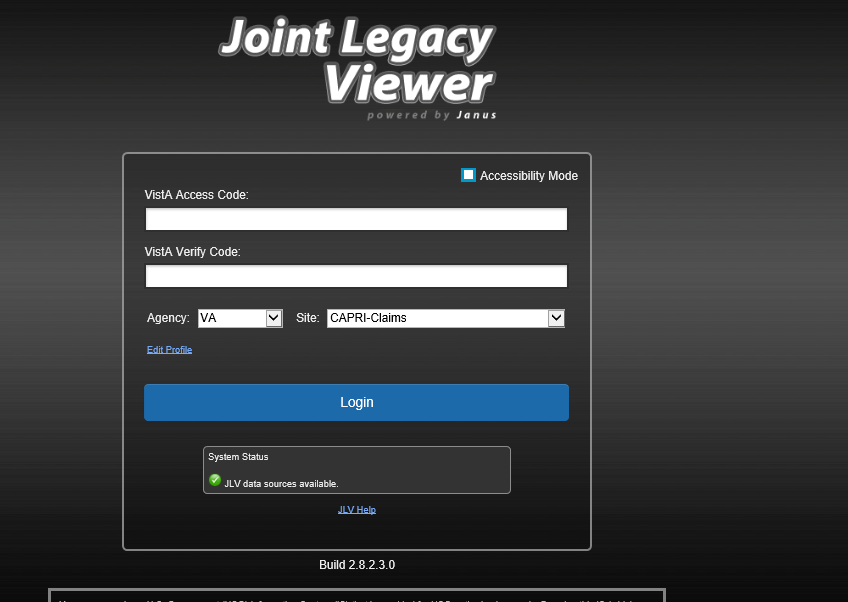 Joint Legacy
Viewer
powered by Janus
Accessibility Mode
VistA Access Code:
VistA Verify Code:
Agency: VA Site: CAPRI-Claims
Edit Profile
Login
System Status
JLV data sources available.
JLV Help
Build 2.8.2.3.0